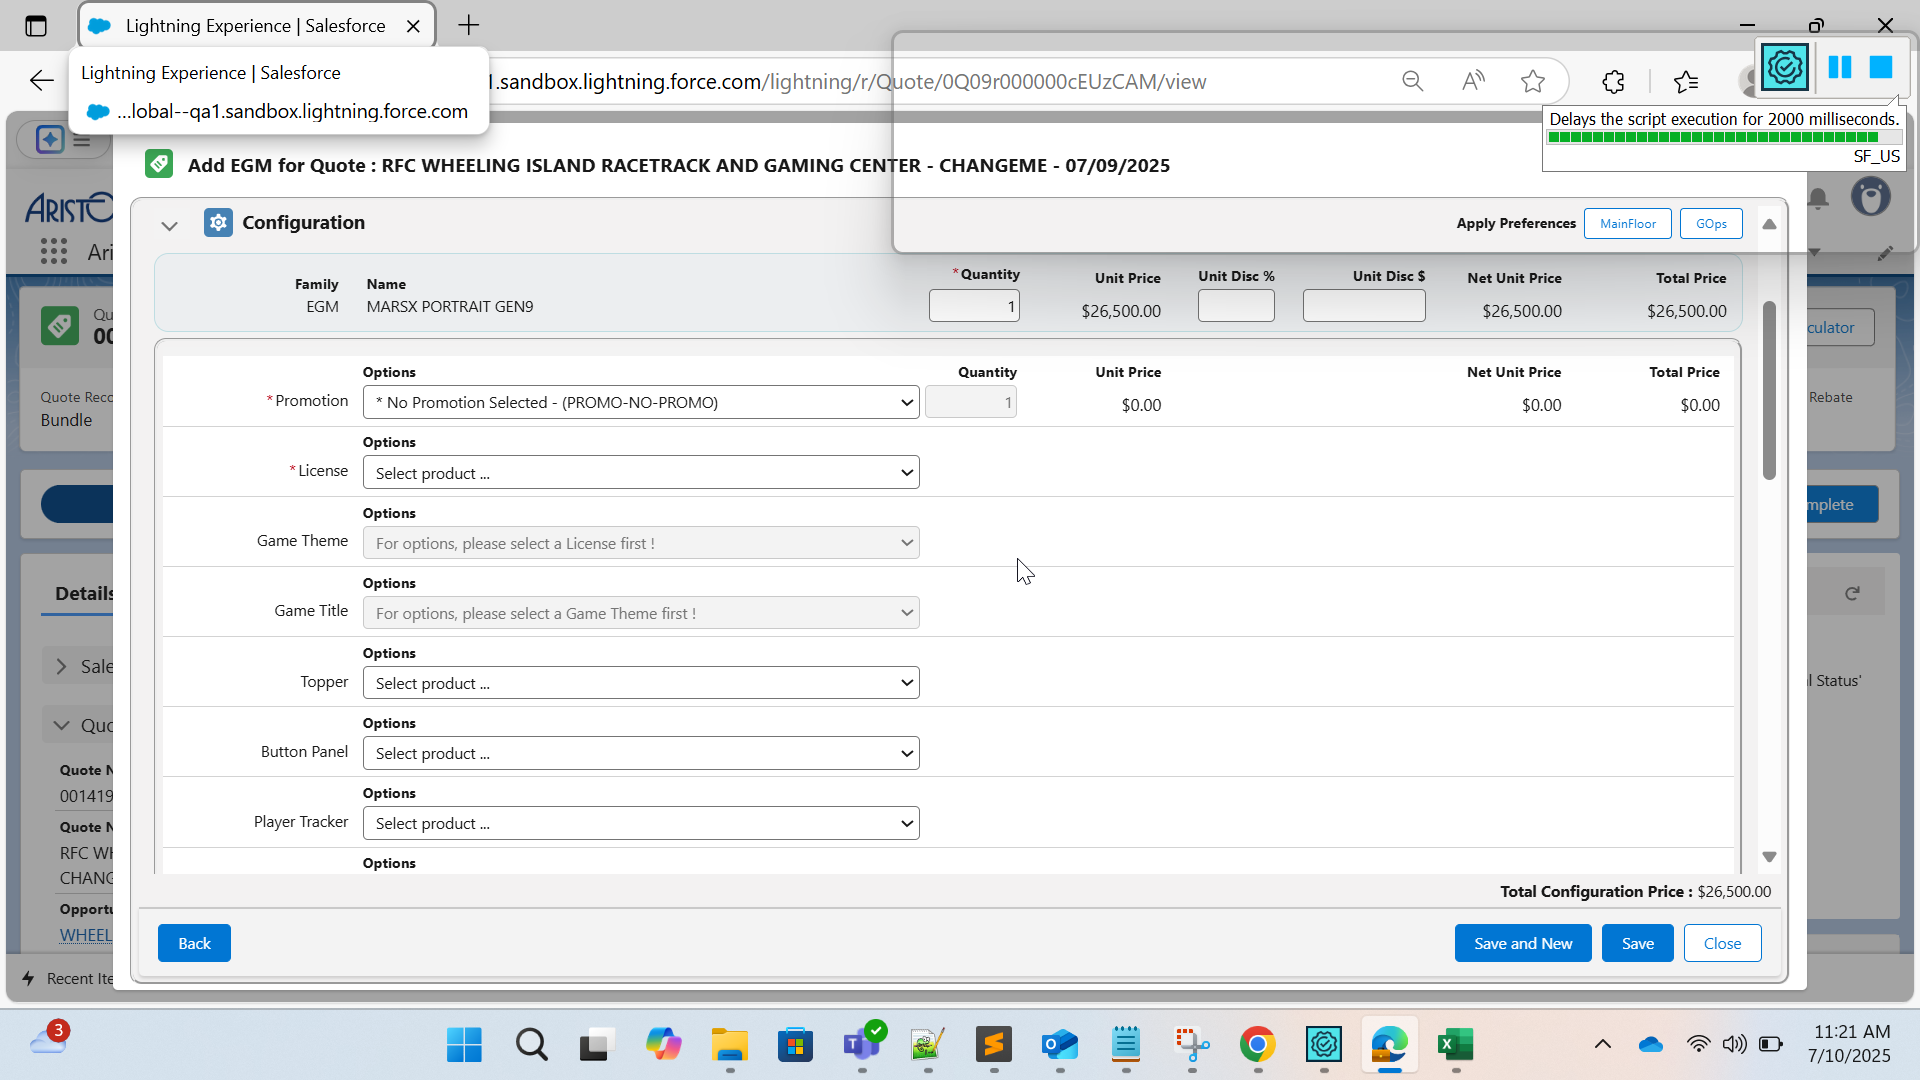 Lightning Experience | Salesforce
Lightning Experience | Salesforce
...lobal--qa1.sandbox.lightning.force.com
1.sandbox.lightning.force.com/lightning/r/Quote/0Q09r000000cEUzCAM/view
Delays the script execution for 2000 milliseconds.
SF_US
Add EGM for Quote : RFC WHEELING ISLAND RACETRACK AND GAMING CENTER - CHANGEME - 07/09/2025
ARISTO
Ari
Configuration
Apply Preferences MainFloor GOps
Family Name *Quantity Unit Price Unit Disc % Unit Disc $ Net Unit Price Total Price
EGM MARSX PORTRAIT GEN9 1 $26,500.00 $26,500.00 $26,500.00
Qu
00
culator
Quote Reco
Bundle
Rebate
Options Quantity Unit Price Net Unit Price Total Price
*Promotion * No Promotion Selected - (PROMO-NO-PROMO) 1 $0.00 $0.00 $0.00
Options
*License Select product ...
mplete
Options
Game Theme For options, please select a License first !
Details
Options
Game Title For options, please select a Game Theme first !
Sale
Options
Topper Select product ...
l Status'
Options
Button Panel Select product ...
Quo
Options
Player Tracker Select product ...
Options
Quote N
001419
Quote N
RFC WH
CHANG
Opportu
WHEEL
Total Configuration Price : $26,500.00
Back Save and New Save Close
Recent Ite
3
11:21 AM
7/10/2025